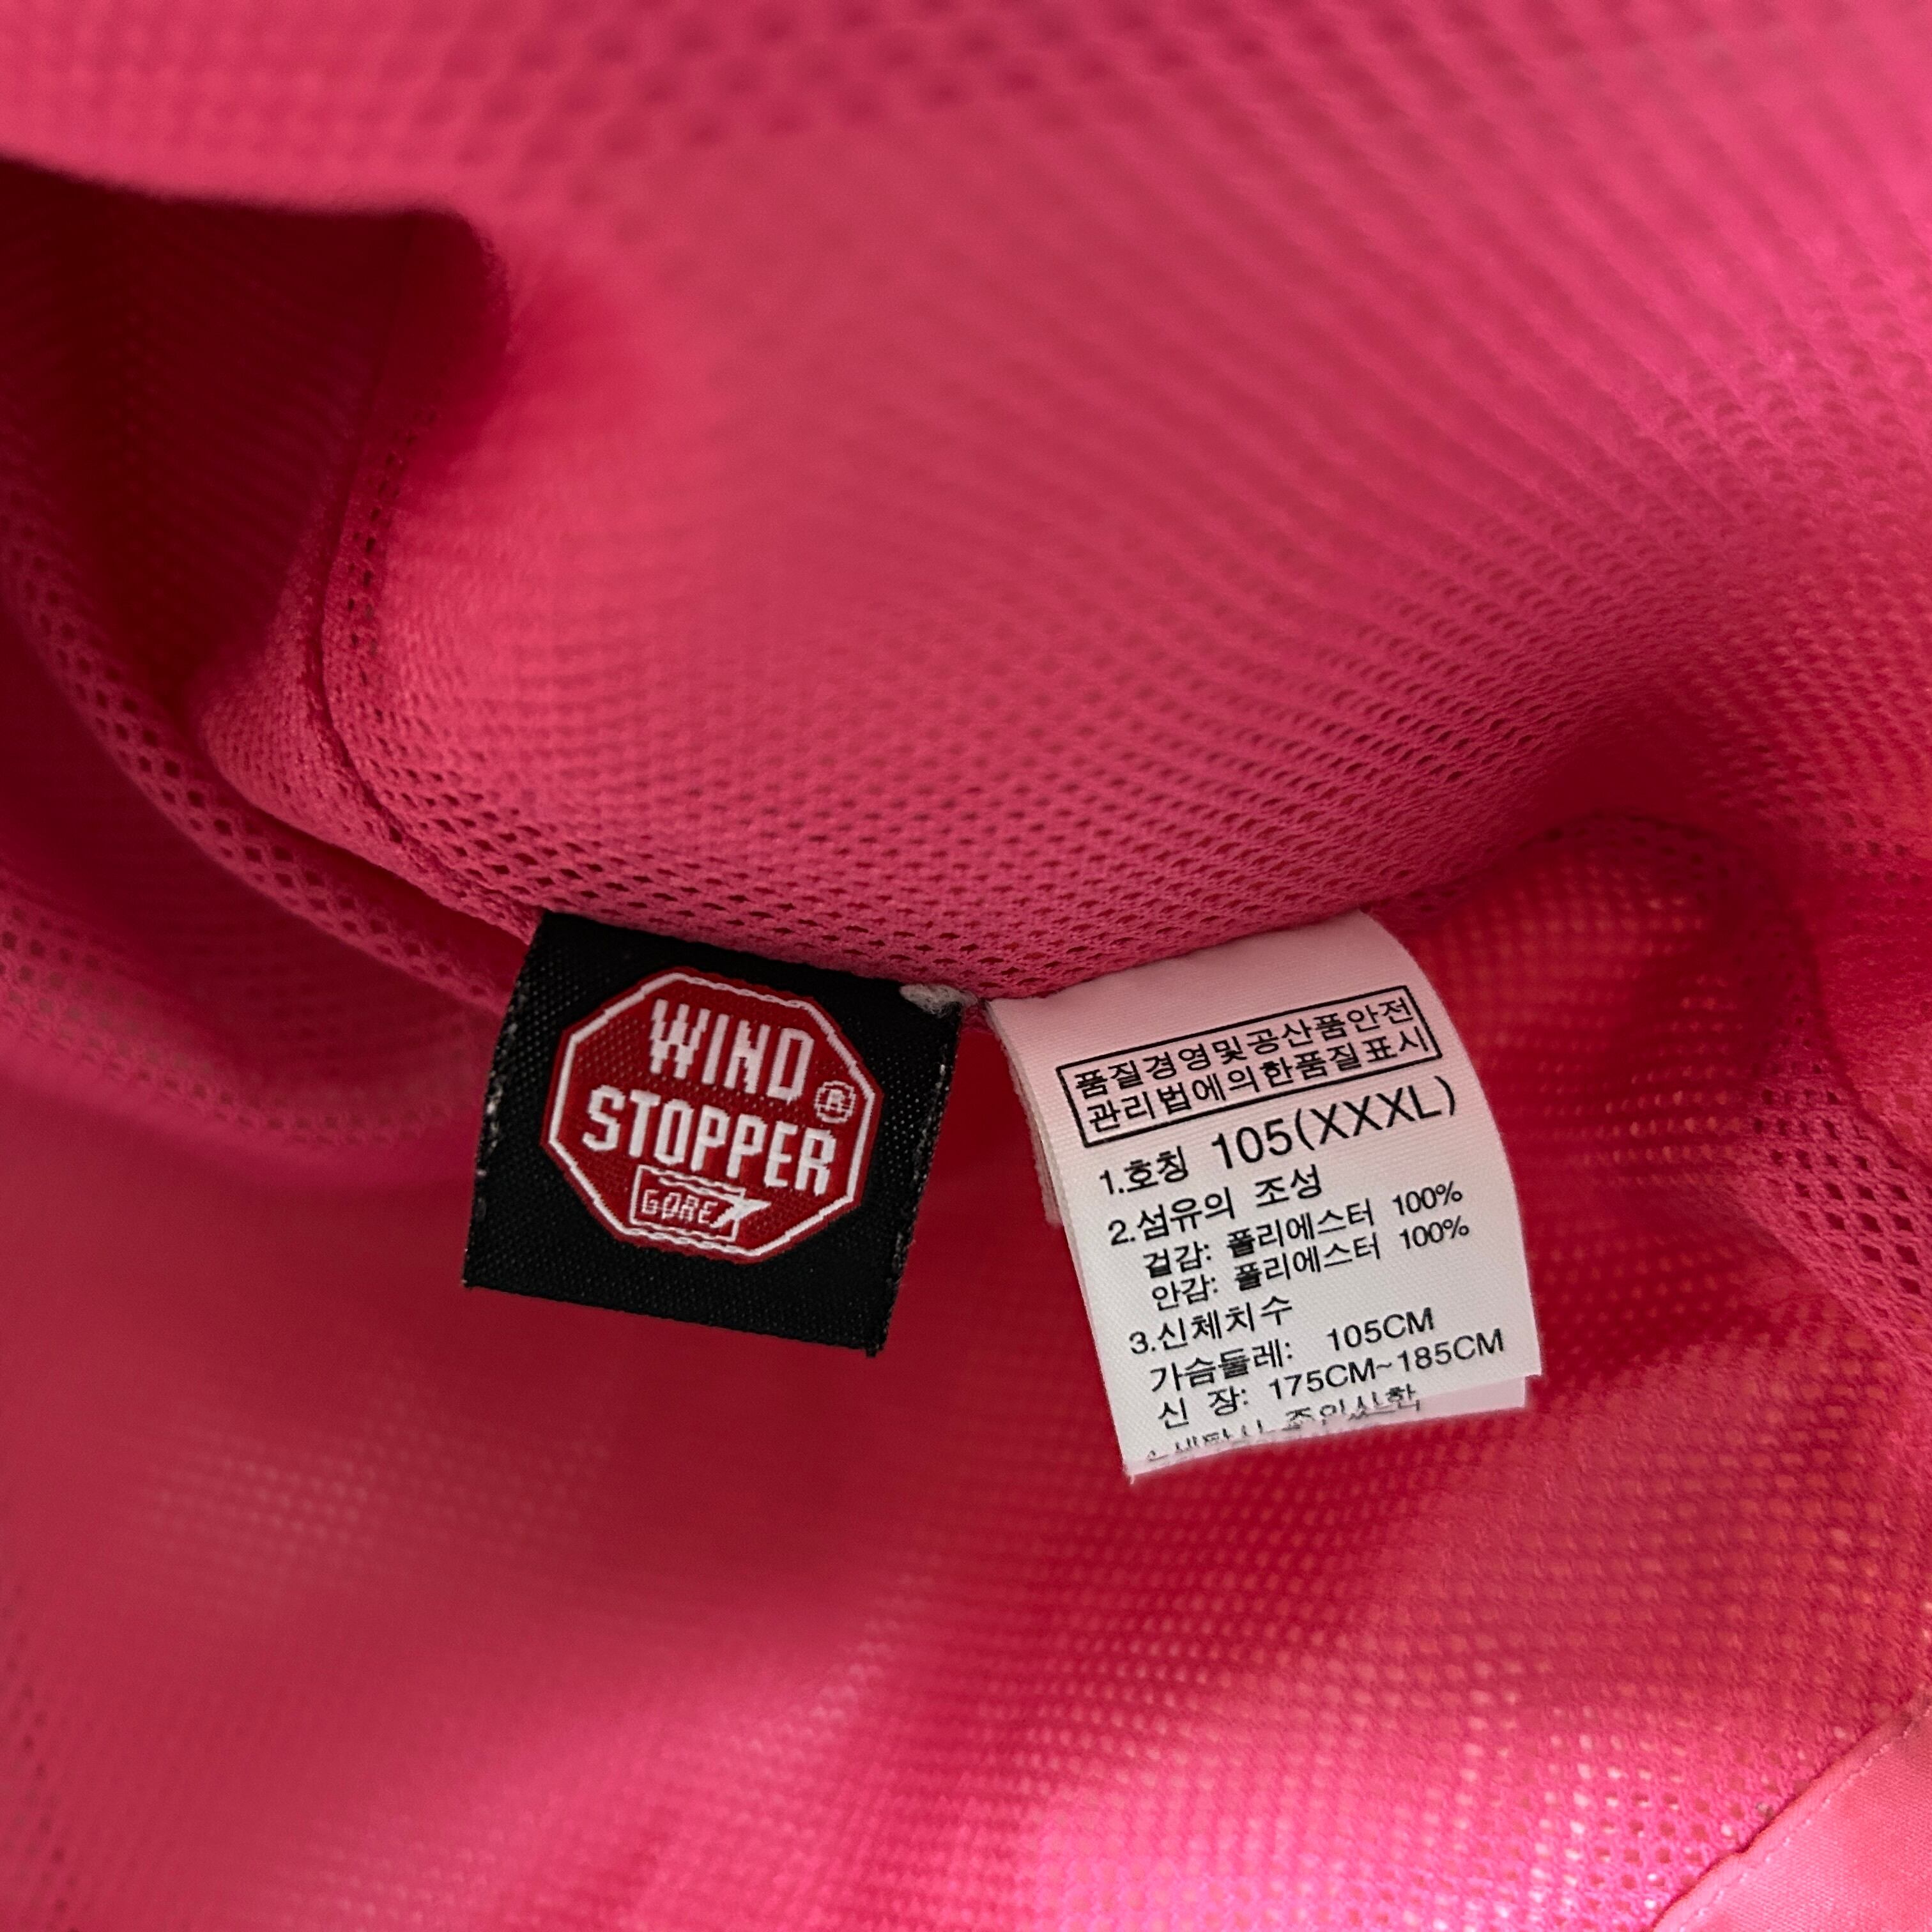 WIND
STOPPER
®
GORE
품질경영및공산품안전
관리법에의한품질표시
1.호칭 105(XXXL)
2.섬유의 조성
겉감: 폴리에스터 100%
안감: 폴리에스터 100%
3.신체치수
가슴둘레: 105CM
신 장: 175CM~185CM